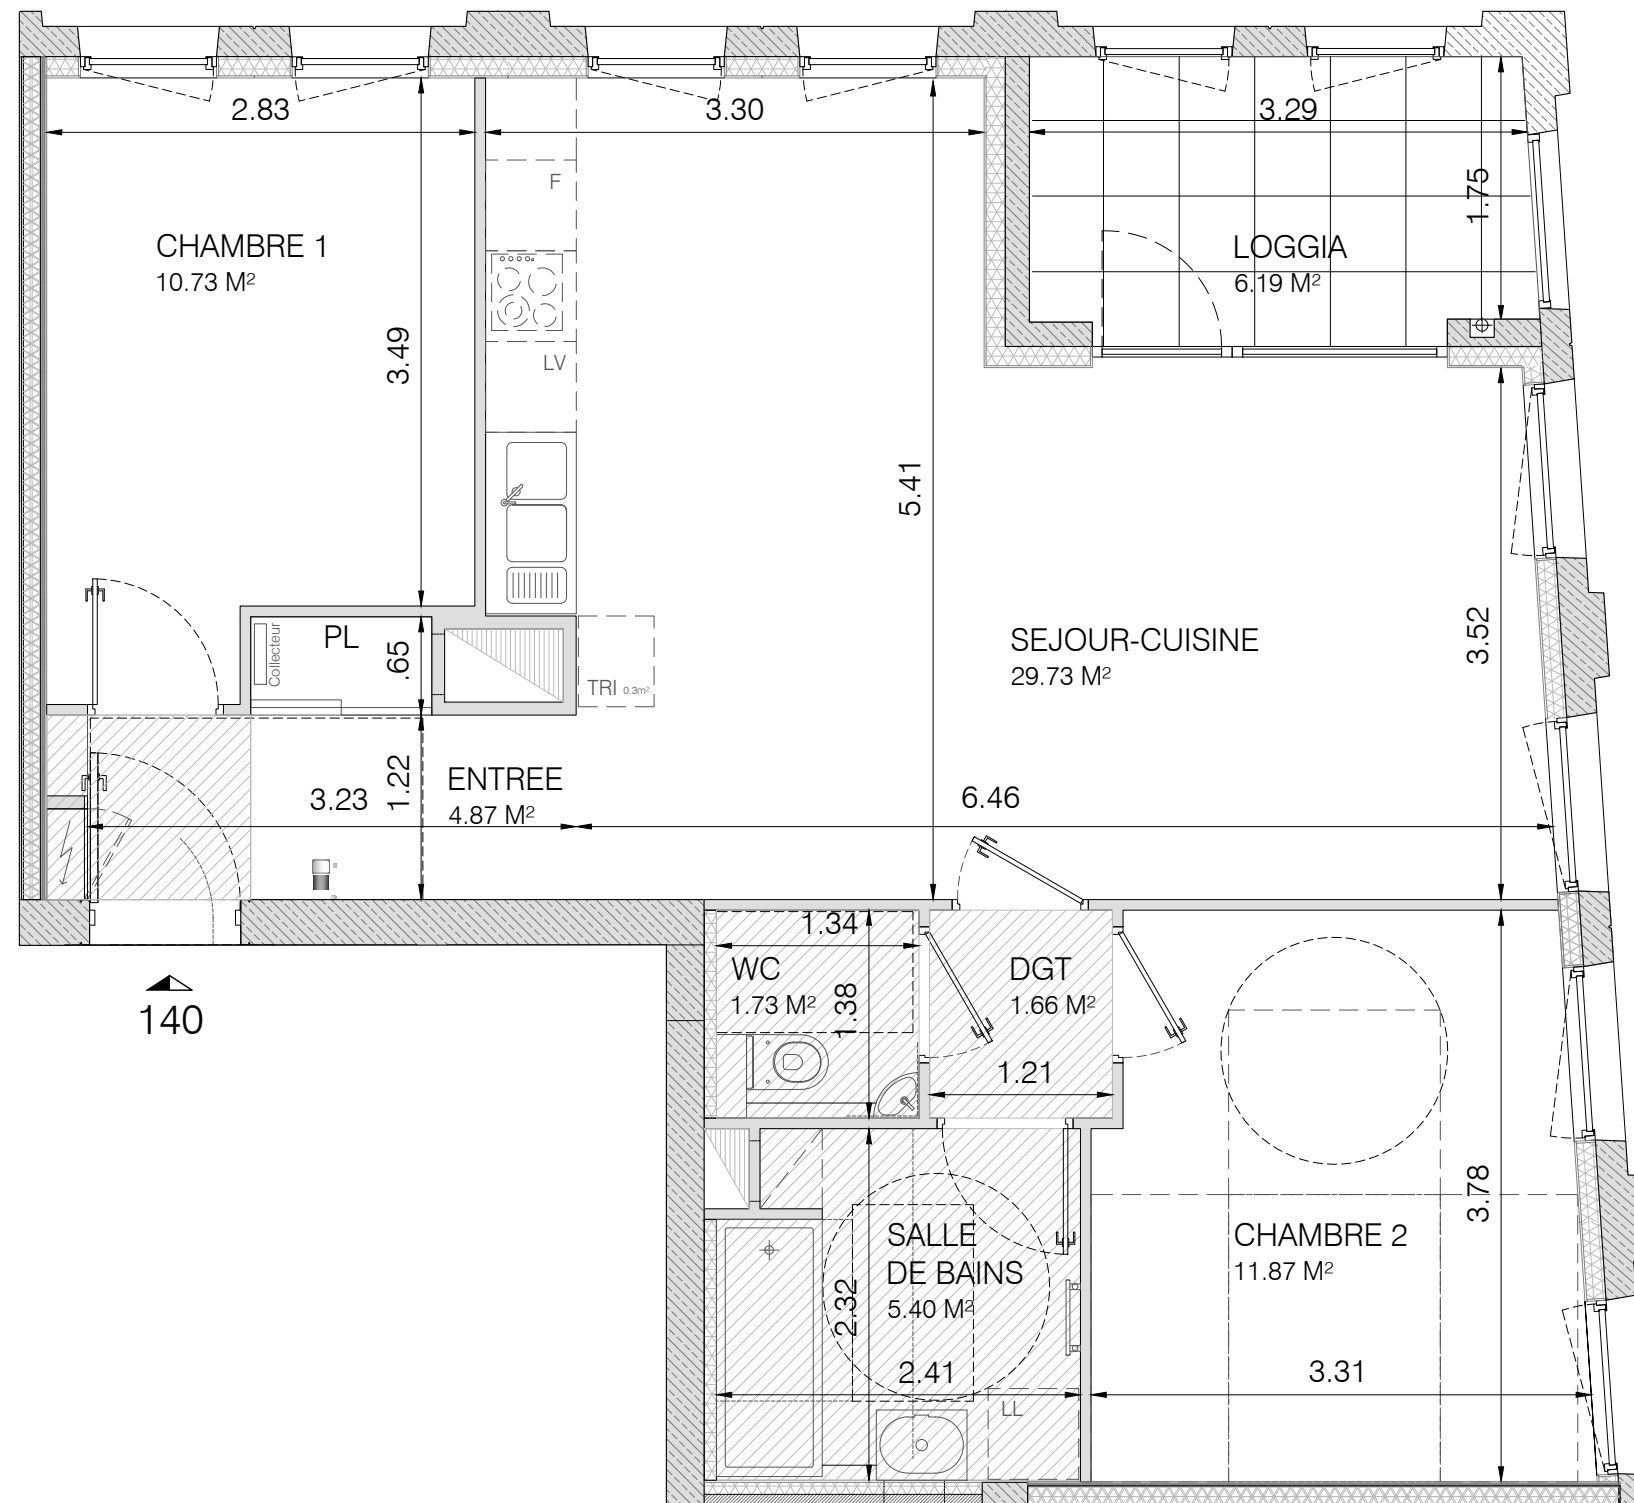 2.83
3.30
3.29
F
1.75
CHAMBRE 1
10.73 M²
LOGGIA
6.19 M²
3.49
LV
5.41
3.52
Collecteur
PL
.65
TRI 0.3m²
SEJOUR-CUISINE
29.73 M²
3.23
1.22
ENTREE
4.87 M²
6.46
1.34
WC
1.73 M²
1.38
DGT
1.66 M²
140
1.21
3.78
SALLE
DE BAINS
5.40 M²
2.32
CHAMBRE 2
11.87 M²
2.41
3.31
LL